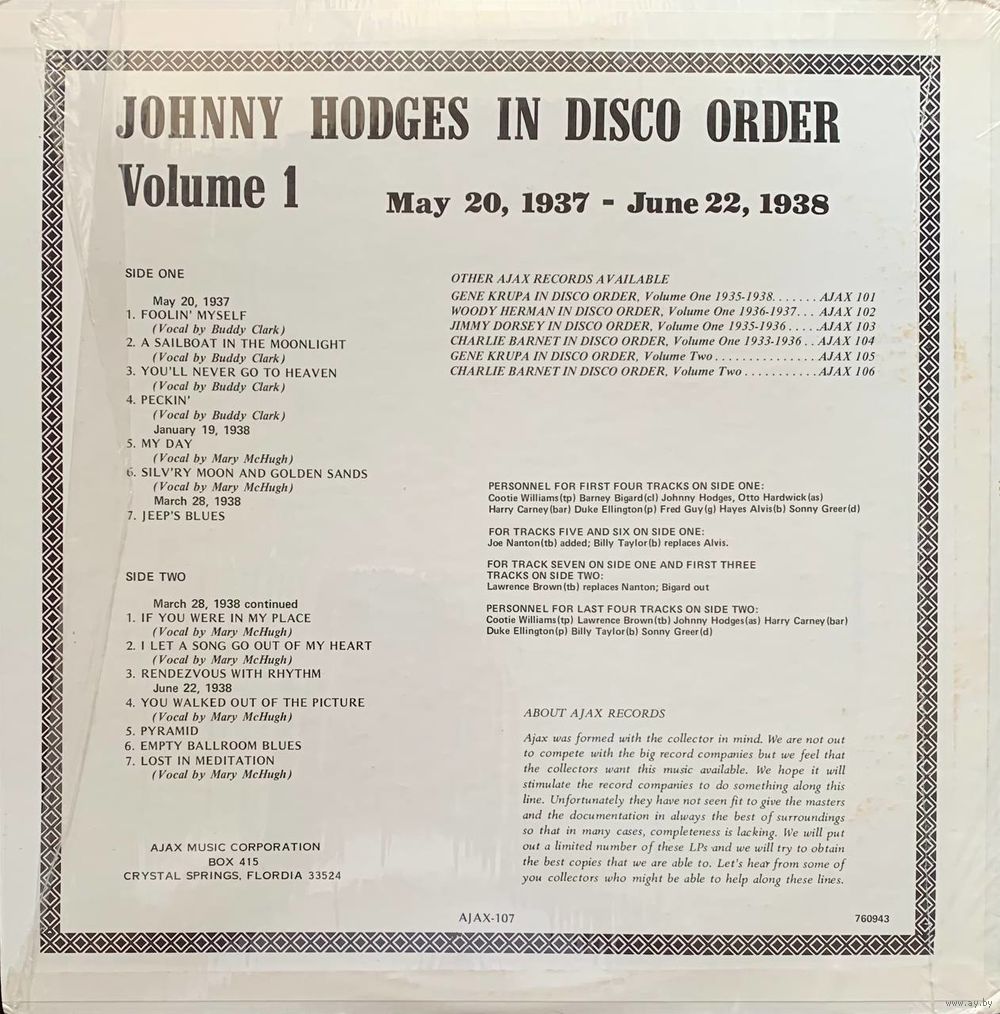 JOHNNY HODGES IN DISCO ORDER
Volume 1
May 20, 1937 - June 22, 1938
SIDE ONE
May 20, 1937
1. FOOLIN' MYSELF
(Vocal by Buddy Clark)
2. A SAILBOAT IN THE MOONLIGHT
(Vocal by Buddy Clark)
3. YOU'LL NEVER GO TO HEAVEN
(Vocal by Buddy Clark)
4. PECKIN'
(Vocal by Buddy Clark)
January 19, 1938
5. MY DAY
(Vocal by Mary McHugh)
6. SILV'RY MOON AND GOLDEN SANDS
(Vocal by Mary McHugh)
March 28, 1938
7. JEEP'S BLUES
SIDE TWO
March 28, 1938 continued
1. IF YOU WERE IN MY PLACE
(Vocal by Mary McHugh)
2. I LET A SONG GO OUT OF MY HEART
(Vocal by Mary McHugh)
3. RENDEZVOUS WITH RHYTHM
June 22, 1938
4. YOU WALKED OUT OF THE PICTURE
(Vocal by Mary McHugh)
5. PYRAMID
6. EMPTY BALLROOM BLUES
7. LOST IN MEDITATION
(Vocal by Mary McHugh)
AJAX MUSIC CORPORATION
BOX 415
CRYSTAL SPRINGS, FLORDIA 33524
OTHER AJAX RECORDS AVAILABLE
GENE KRUPA IN DISCO ORDER, Volume One 1935-1938. . . . . . . AJAX 101
WOODY HERMAN IN DISCO ORDER, Volume One 1936-1937. . . AJAX 102
JIMMY DORSEY IN DISCO ORDER, Volume One 1935-1936 . . . . .AJAX 103
CHARLIE BARNET IN DISCO ORDER, Volume One 1933-1936 . . AJAX 104
GENE KRUPA IN DISCO ORDER, Volume Two . . . . . . . . . . . . . . . AJAX 105
CHARLIE BARNET IN DISCO ORDER, Volume Two . . . . . . . . . . . AJAX 106
PERSONNEL FOR FIRST FOUR TRACKS ON SIDE ONE:
Cootie Williams(tp) Barney Bigard(cl) Johnny Hodges, Otto Hardwick(as)
Harry Carney(bar) Duke Ellington(p) Fred Guy(g) Hayes Alvis(b) Sonny Greer(d)
FOR TRACKS FIVE AND SIX ON SIDE ONE:
Joe Nanton(tb) added; Billy Taylor(b) replaces Alvis.
FOR TRACK SEVEN ON SIDE ONE AND FIRST THREE
TRACKS ON SIDE TWO:
Lawrence Brown(tb) replaces Nanton; Bigard out
PERSONNEL FOR LAST FOUR TRACKS ON SIDE TWO:
Cootie Williams(tp) Lawrence Brown(tb) Johnny Hodges(as) Harry Carney(bar)
Duke Ellington(p) Billy Taylor(b) Sonny Greer(d)
ABOUT AJAX RECORDS
Ajax was formed with the collector in mind. We are not out
to compete with the big record companies but we feel that
the collectors want this music available. We hope it will
stimulate the record companies to do something along this
line. Unfortunately they have not seen fit to give the masters
and the documentation in always the best of surroundings
so that in many cases, completeness is lacking. We will put
out a limited number of these LPs and we will try to obtain
the best copies that we are able to. Let's hear from some of
you collectors who might be able to help along these lines.
AJAX-107
760943
www.ay.by